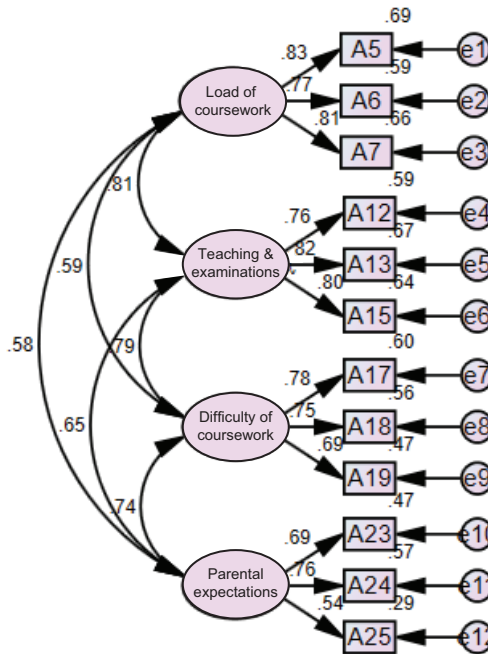 .69
.83
A5
e1
.59
Load of
coursework
.77
A6
e2
.66
.81
A7
e3
.81
.59
.76
A12
e4
.67
Teaching &
examinations
.82
A13
e5
.64
.59
.80
A15
e6
.58
.79
.60
.78
A17
e7
.56
.65
Difficulty of
coursework
.75
A18
e8
.47
.69
A19
e9
.74
.47
.69
A23
e10
.57
Parental
expectations
.76
A24
e11
.29
.54
A25
e12